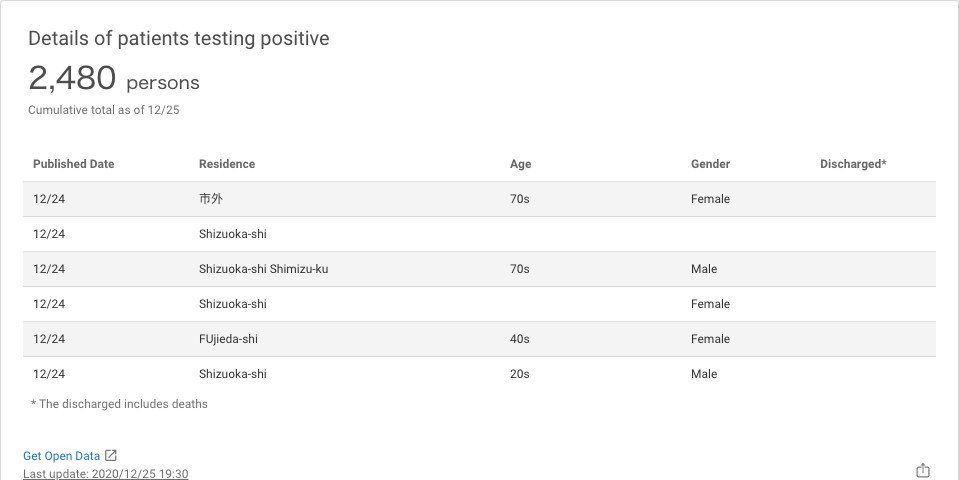 Details of patients testing positive
2,480 persons
Cumulative total as of 12/25
Published Date Residence Age Gender Discharged*
12/24 市外 70s Female
12/24 Shizuoka-shi
12/24 Shizuoka-shi Shimizu-ku 70s Male
12/24 Shizuoka-shi Female
12/24 FUjieda-shi 40s Female
12/24 Shizuoka-shi 20s Male
* The discharged includes deaths
Get Open Data
Last update: 2020/12/25 19:30